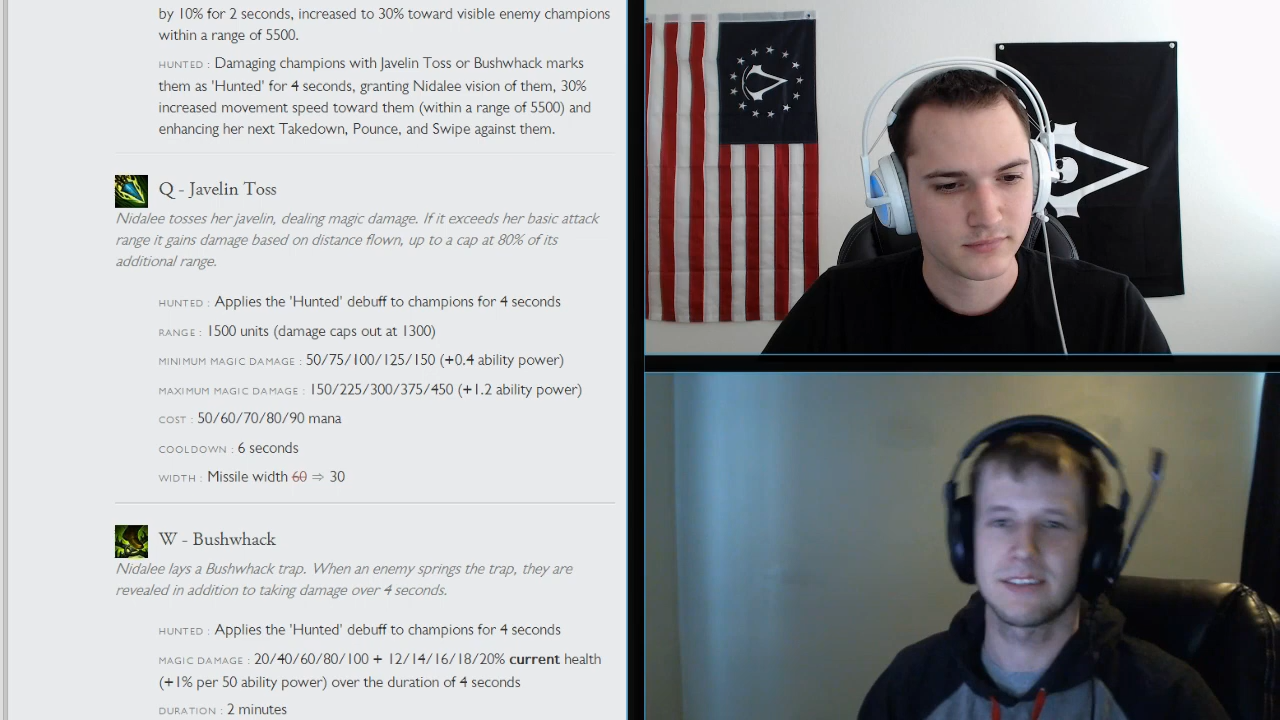 by 10% for 2 seconds, increased to 30% toward visible enemy champions
within a range of 5500.
HUNTED : Damaging champions with Javelin Toss or Bushwhack marks
them as 'Hunted' for 4 seconds, granting Nidalee vision of them, 30%
increased movement speed toward them (within a range of 5500) and
enhancing her next Takedown, Pounce, and Swipe against them.
Q - Javelin Toss
Nidalee tosses her javelin, dealing magic damage. If it exceeds her basic attack
range it gains damage based on distance flown, up to a cap at 80% of its
additional range.
HUNTED : Applies the 'Hunted' debuff to champions for 4 seconds
RANGE : 1500 units (damage caps out at 1300)
MINIMUM MAGIC DAMAGE : 50/75/100/125/150 (+0.4 ability power)
MAXIMUM MAGIC DAMAGE : 150/225/300/375/450 (+1.2 ability power)
COST : 50/60/70/80/90 mana
COOLDOWN : 6 seconds
WIDTH : Missile width 60 ⇒ 30
W - Bushwhack
Nidalee lays a Bushwhack trap. When an enemy springs the trap, they are
revealed in addition to taking damage over 4 seconds.
HUNTED : Applies the 'Hunted' debuff to champions for 4 seconds
MAGIC DAMAGE : 20/40/60/80/100 + 12/14/16/18/20% current health
(+1% per 50 ability power) over the duration of 4 seconds
DURATION : 2 minutes